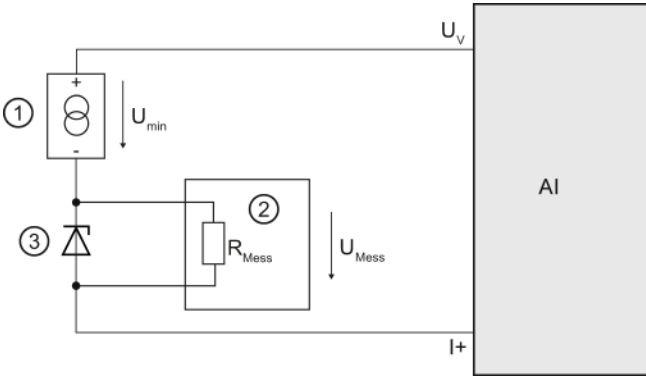 U_V
+
①
U_min
-
②
AI
③
R_Mess
U_Mess
I+